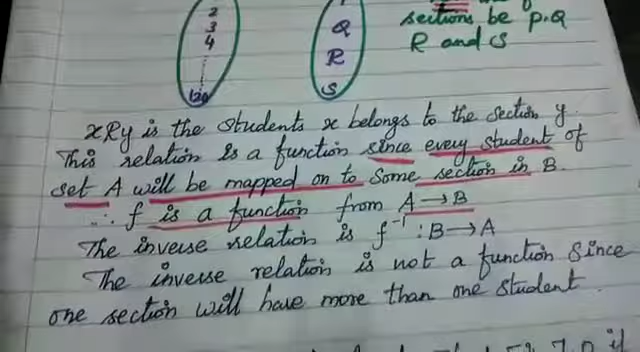 2
3
4
120
Q
R
S
sections be P.Q
R and S
xRy is the students x belongs to the section y.
This relation is a function since every student of
set A will be mapped on to some section in B.
∴ f is a function from A → B
The inverse relation is f⁻¹ : B → A
The inverse relation is not a function since
one section will have more than one student.